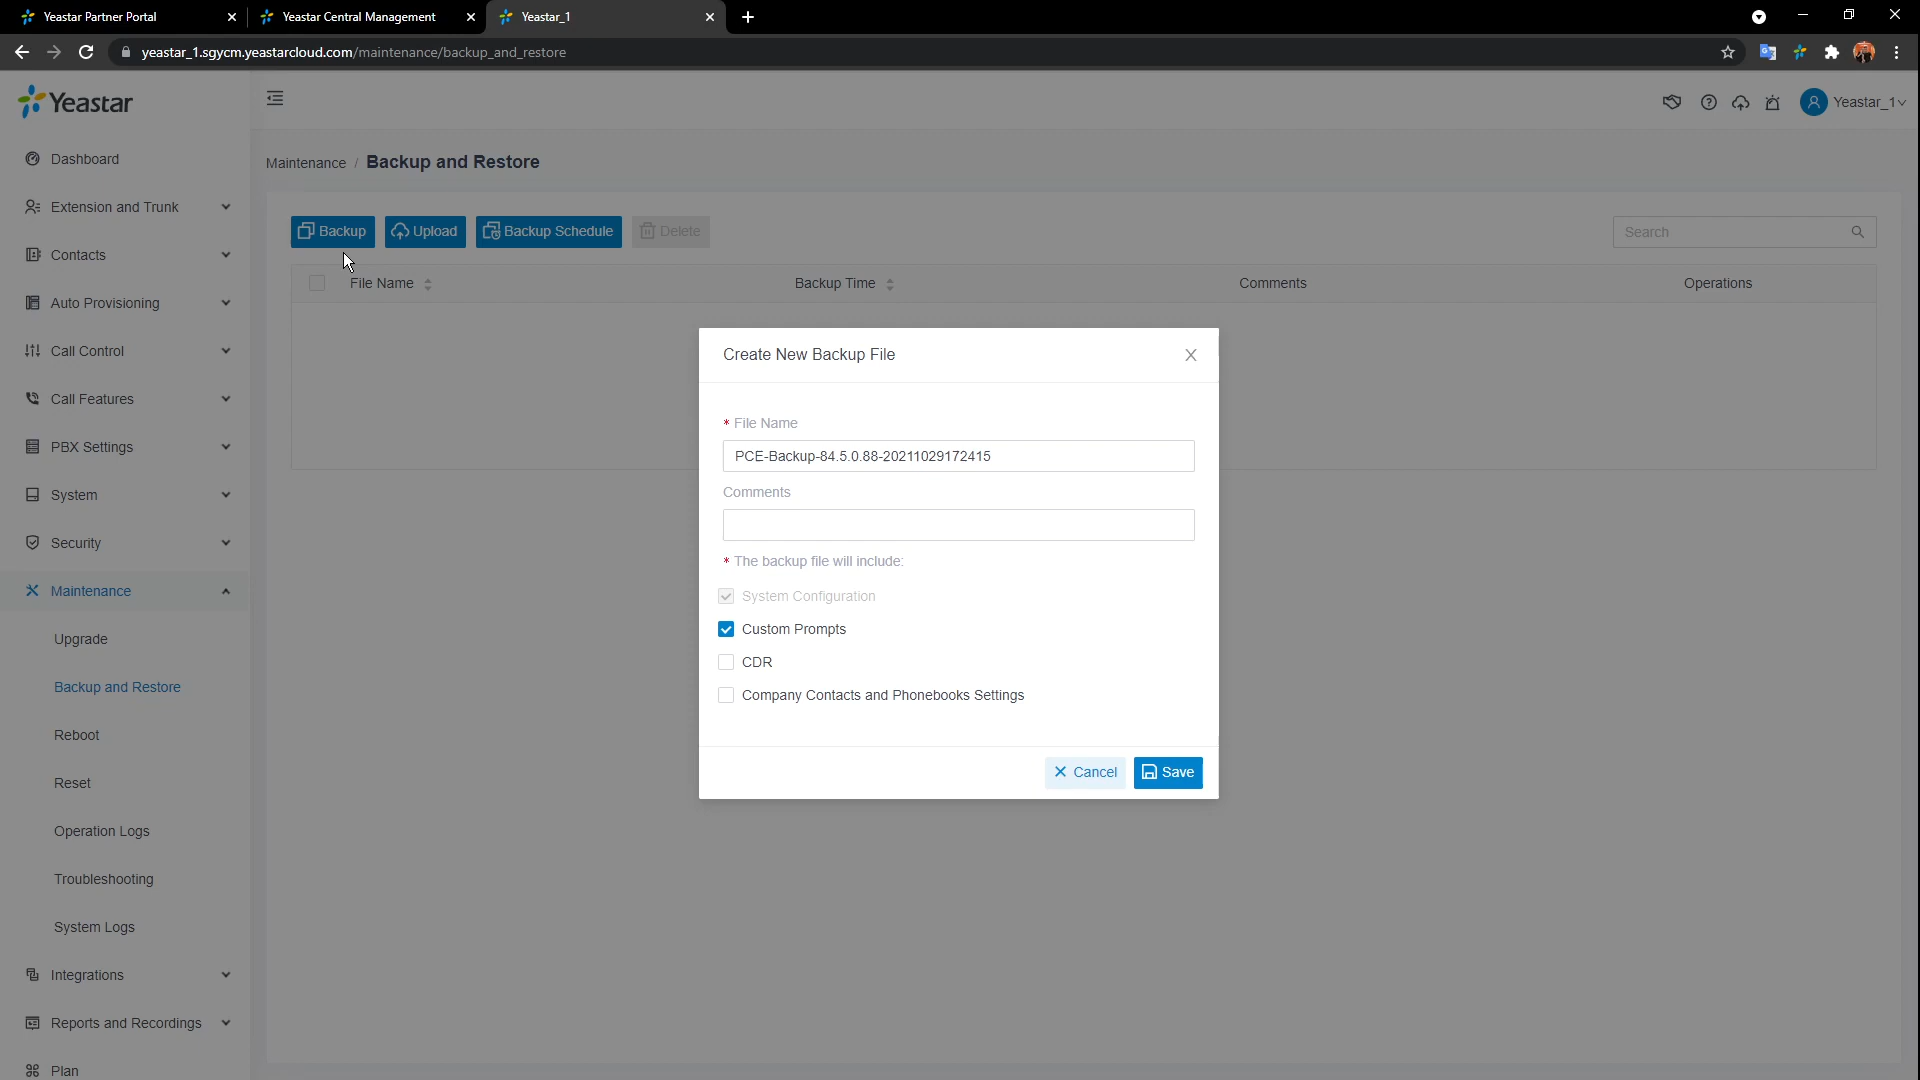 Yeastar Partner Portal
Yeastar Central Management
Yeastar_1
yeastar_1.sgycm.yeastarcloud.com/maintenance/backup_and_restore
Yeastar
Yeastar_1
Dashboard
Extension and Trunk
Contacts
Auto Provisioning
Call Control
Call Features
PBX Settings
System
Security
Maintenance
Upgrade
Backup and Restore
Reboot
Reset
Operation Logs
Troubleshooting
System Logs
Integrations
Reports and Recordings
Plan
Maintenance / Backup and Restore
Backup Upload Backup Schedule Delete
Search
File Name Backup Time Comments Operations
Create New Backup File
* File Name
PCE-Backup-84.5.0.88-20211029172415
Comments
* The backup file will include:
System Configuration
Custom Prompts
CDR
Company Contacts and Phonebooks Settings
Cancel Save